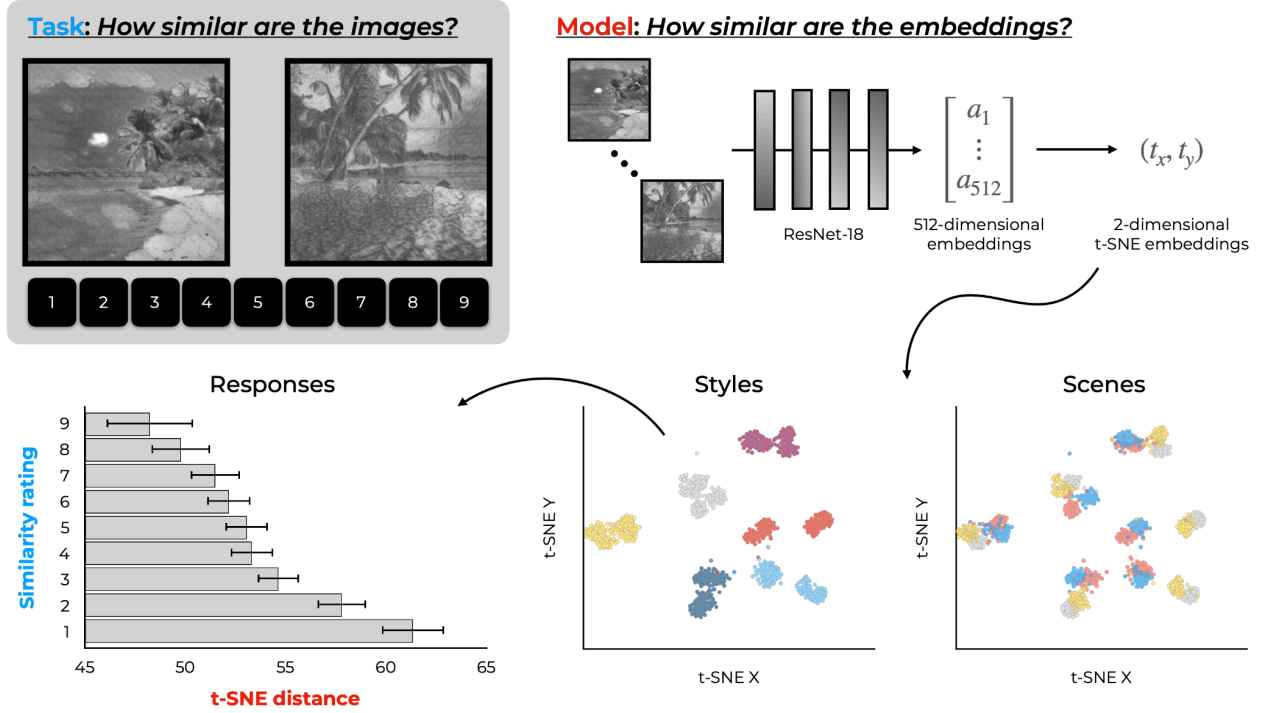 Task: How similar are the images?
1 2 3 4 5 6 7 8 9
Model: How similar are the embeddings?
ResNet-18
a1
⋮
a512
512-dimensional
embeddings
(tx, ty)
2-dimensional
t-SNE embeddings
Responses
Similarity rating
9
8
7
6
5
4
3
2
1
45 50 55 60 65
t-SNE distance
Styles
t-SNE Y
t-SNE X
Scenes
t-SNE Y
t-SNE X